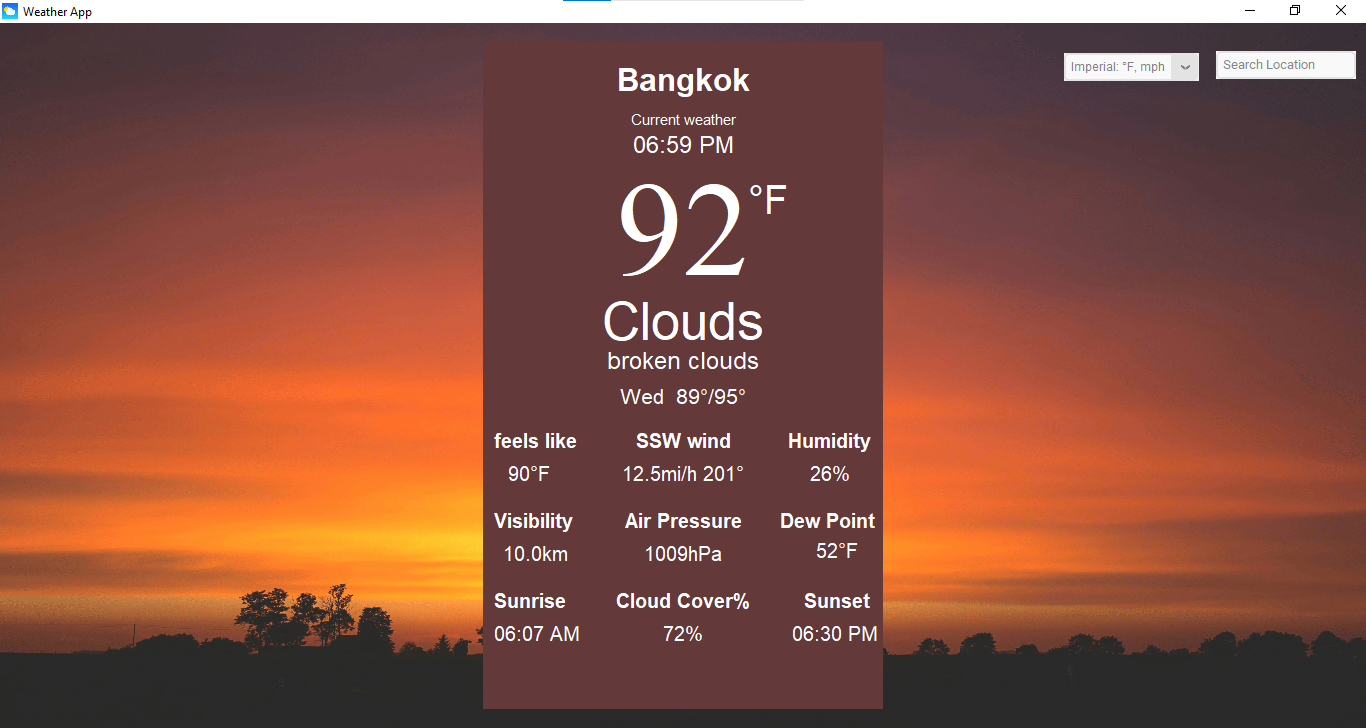 Weather App
Imperial: °F, mph
Search Location
Bangkok
Current weather
06:59 PM
92°F
Clouds
broken clouds
Wed 89°/95°
feels like SSW wind Humidity
90°F 12.5mi/h 201° 26%
Visibility Air Pressure Dew Point
10.0km 1009hPa 52°F
Sunrise Cloud Cover% Sunset
06:07 AM 72% 06:30 PM